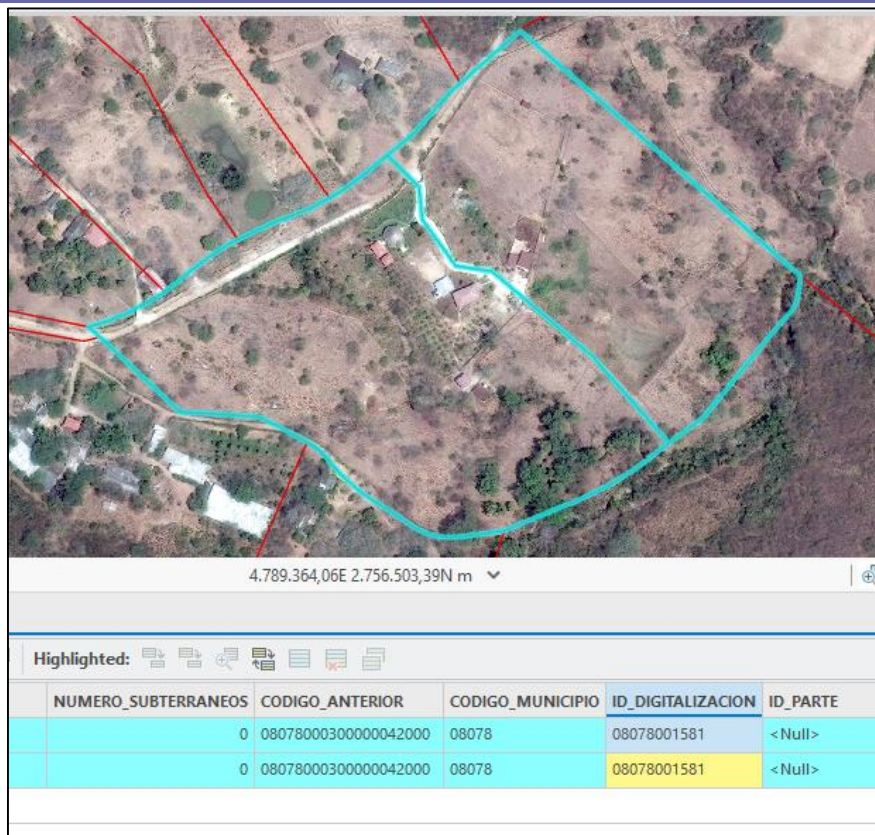 4.789.364,06E 2.756.503,39N m
Highlighted:
NUMERO_SUBTERRANEOS CODIGO_ANTERIOR CODIGO_MUNICIPIO ID_DIGITALIZACION ID_PARTE
0 08078000300000042000 08078 08078001581 <Null>
0 08078000300000042000 08078 08078001581 <Null>